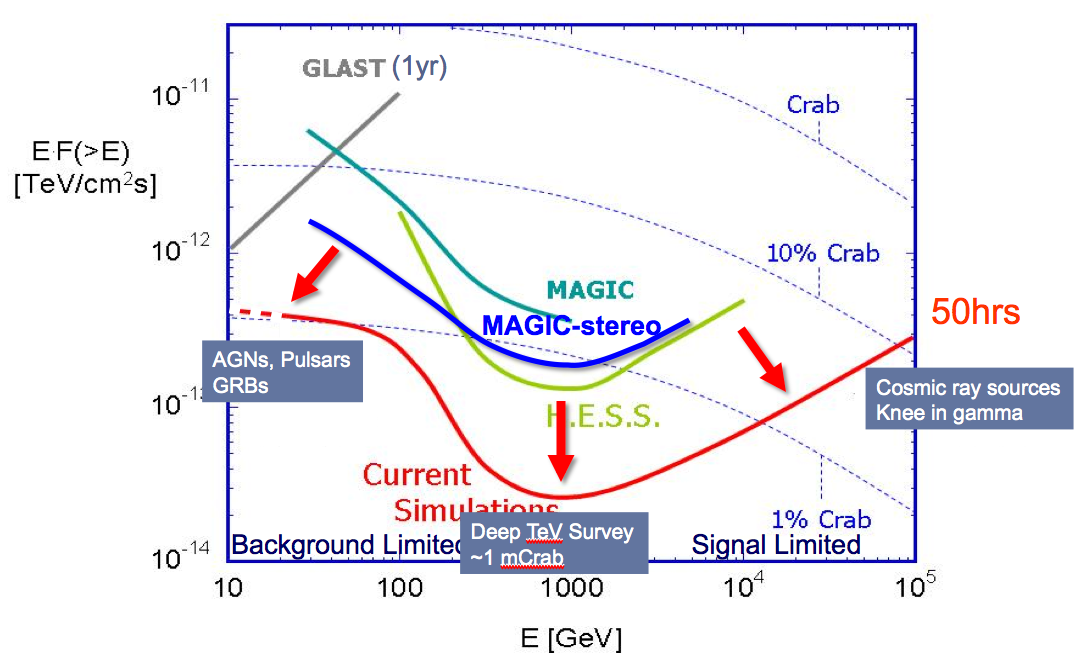 GLAST (1yr)
10-11
Crab
E.F(>E)
[TeV/cm2s]
10-12
10% Crab
MAGIC
MAGIC-stereo
50hrs
AGNs, Pulsars
GRBs
Cosmic ray sources
Knee in gamma
H.E.S.S.
Current
Simulations
1% Crab
Deep TeV Survey
~1 mCrab
Background Limited
Signal Limited
10-14
10
100
1000
104
105
E [GeV]